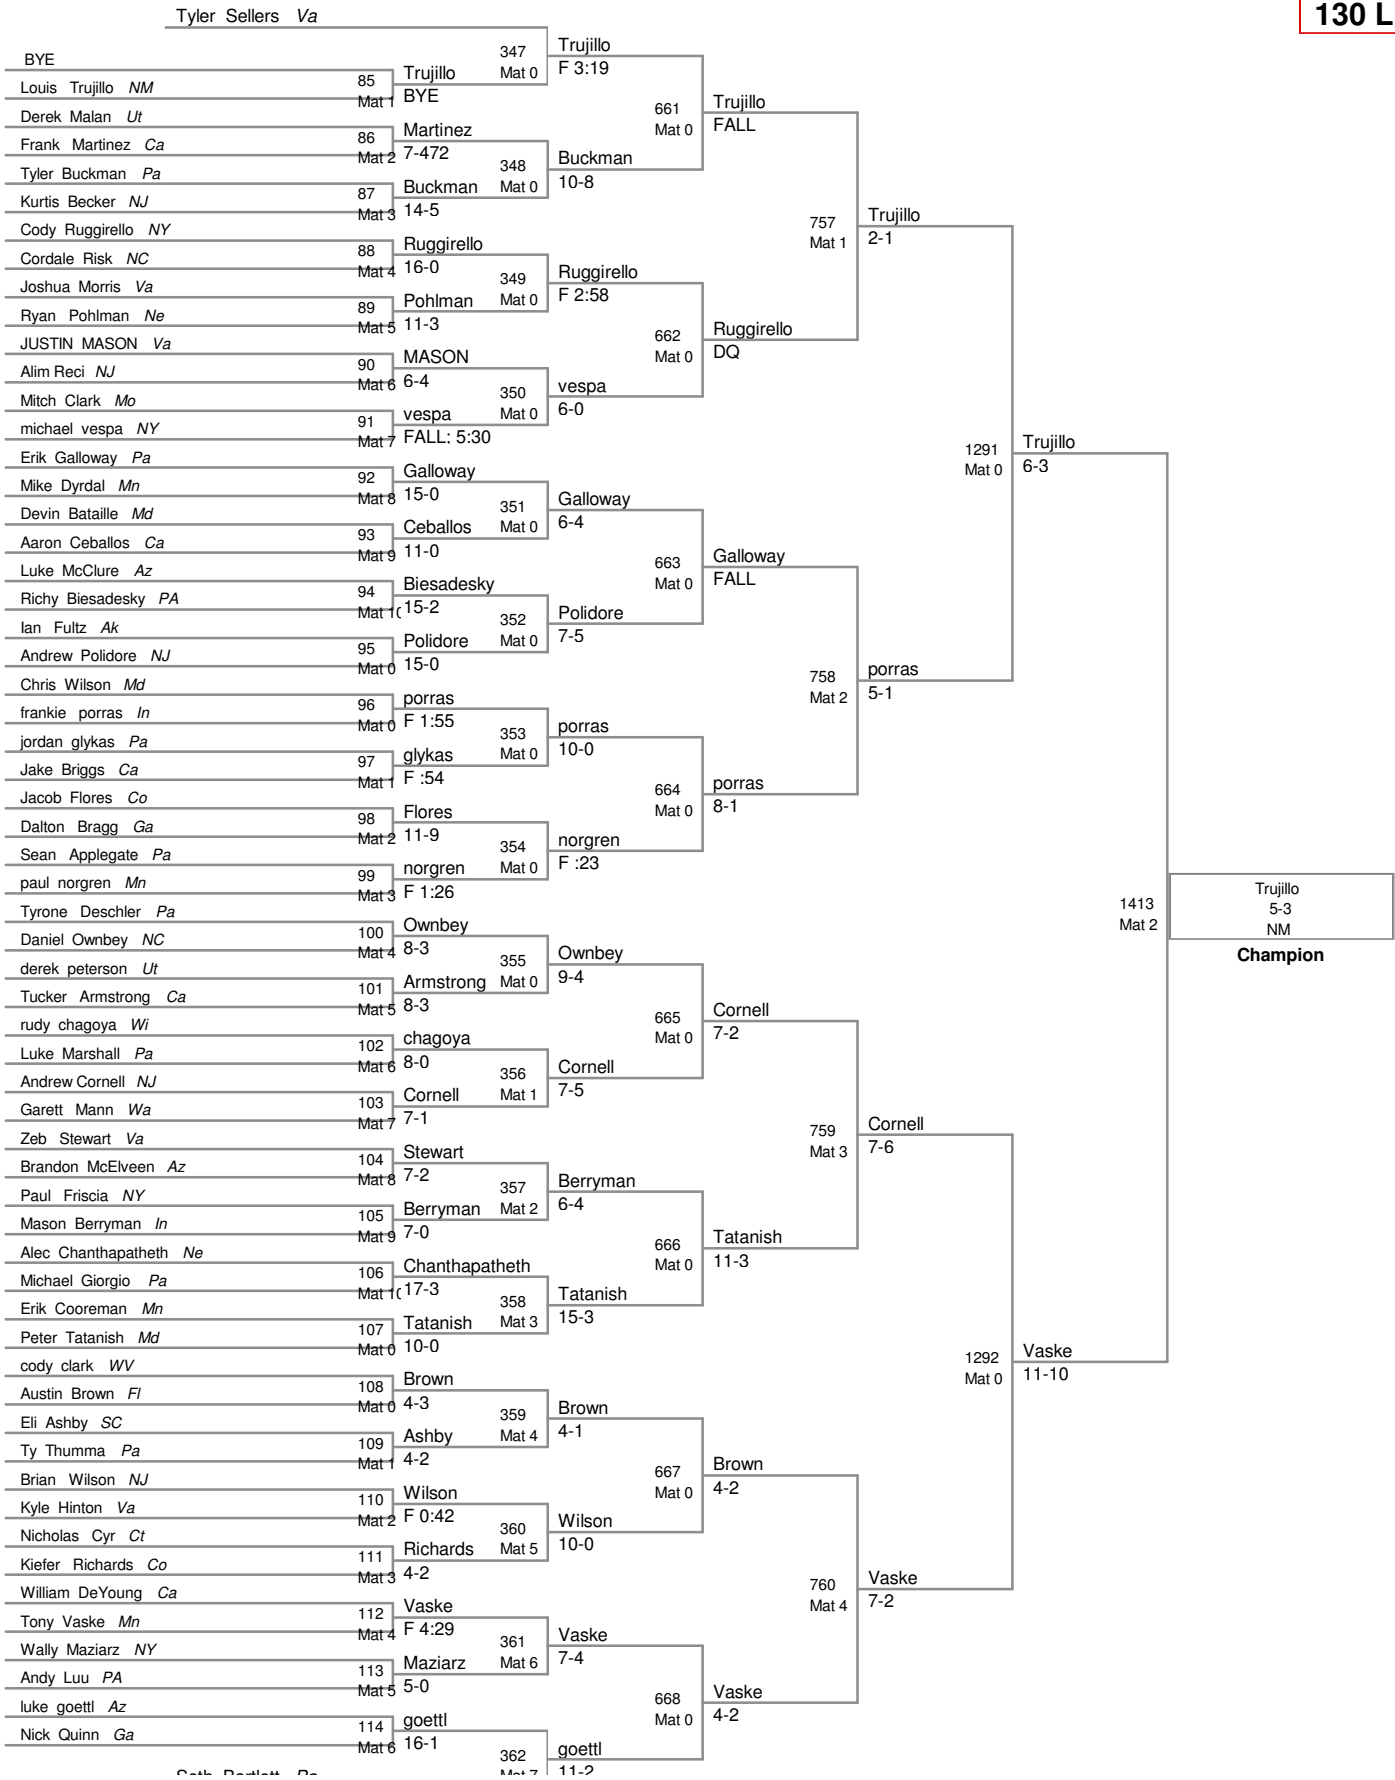 Tyler Sellers Va
130 L
BYE
Louis Trujillo NM
Derek Malan Ut
Frank Martinez Ca
Tyler Buckman Pa
Kurtis Becker NJ
Cody Ruggirello NY
Cordale Risk NC
Joshua Morris Va
Ryan Pohlman Ne
JUSTIN MASON Va
Alim Reci NJ
Mitch Clark Mo
michael vespa NY
Erik Galloway Pa
Mike Dyrdal Mn
Devin Bataille Md
Aaron Ceballos Ca
Luke McClure Az
Richy Biesadesky PA
Ian Fultz Ak
Andrew Polidore NJ
Chris Wilson Md
frankie porras In
jordan glykas Pa
Jake Briggs Ca
Jacob Flores Co
Dalton Bragg Ga
Sean Applegate Pa
paul norgren Mn
Tyrone Deschler Pa
Daniel Ownbey NC
derek peterson Ut
Tucker Armstrong Ca
rudy chagoya Wi
Luke Marshall Pa
Andrew Cornell NJ
Garett Mann Wa
Zeb Stewart Va
Brandon McElveen Az
Paul Friscia NY
Mason Berryman In
Alec Chanthapatheth Ne
Michael Giorgio Pa
Erik Cooreman Mn
Peter Tatanish Md
cody clark WV
Austin Brown Fl
Eli Ashby SC
Ty Thumma Pa
Brian Wilson NJ
Kyle Hinton Va
Nicholas Cyr Ct
Kiefer Richards Co
William DeYoung Ca
Tony Vaske Mn
Wally Maziarz NY
Andy Luu PA
luke goettl Az
Nick Quinn Ga
Seth Bartlett Pa
85
Mat 1
Trujillo
BYE
86
Mat 2
Martinez
7-472
87
Mat 3
Buckman
14-5
88
Mat 4
Ruggirello
16-0
89
Mat 5
Pohlman
11-3
90
Mat 6
MASON
6-4
91
Mat 7
vespa
FALL: 5:30
92
Mat 8
Galloway
15-0
93
Mat 9
Ceballos
11-0
94
Mat 10
Biesadesky
15-2
95
Mat 0
Polidore
15-0
96
Mat 0
porras
F 1:55
97
Mat 1
glykas
F :54
98
Mat 2
Flores
11-9
99
Mat 3
norgren
F 1:26
100
Mat 4
Ownbey
8-3
101
Mat 5
Armstrong
8-3
102
Mat 6
chagoya
8-0
103
Mat 7
Cornell
7-1
104
Mat 8
Stewart
7-2
105
Mat 9
Berryman
7-0
106
Mat 10
Chanthapatheth
17-3
107
Mat 0
Tatanish
10-0
108
Mat 0
Brown
4-3
109
Mat 1
Ashby
4-2
110
Mat 2
Wilson
F 0:42
111
Mat 3
Richards
4-2
112
Mat 4
Vaske
F 4:29
113
Mat 5
Maziarz
5-0
114
Mat 6
goettl
16-1
347
Mat 0
Trujillo
F 3:19
348
Mat 0
Buckman
10-8
349
Mat 0
Ruggirello
F 2:58
350
Mat 0
vespa
6-0
351
Mat 0
Galloway
6-4
352
Mat 0
Polidore
7-5
353
Mat 0
porras
10-0
354
Mat 0
norgren
F :23
355
Mat 0
Ownbey
9-4
356
Mat 1
Cornell
7-5
357
Mat 2
Berryman
6-4
358
Mat 3
Tatanish
15-3
359
Mat 4
Brown
4-1
360
Mat 5
Wilson
10-0
361
Mat 6
Vaske
7-4
362
Mat 7
goettl
11-2
661
Mat 0
Trujillo
FALL
662
Mat 0
Ruggirello
DQ
663
Mat 0
Galloway
FALL
664
Mat 0
porras
8-1
665
Mat 0
Cornell
7-2
666
Mat 0
Tatanish
11-3
667
Mat 0
Brown
4-2
668
Mat 0
Vaske
4-2
757
Mat 1
Trujillo
2-1
758
Mat 2
porras
5-1
759
Mat 3
Cornell
7-6
760
Mat 4
Vaske
7-2
1291
Mat 0
Trujillo
6-3
1292
Mat 0
Vaske
11-10
1413
Mat 2
Trujillo
5-3
NM
Champion